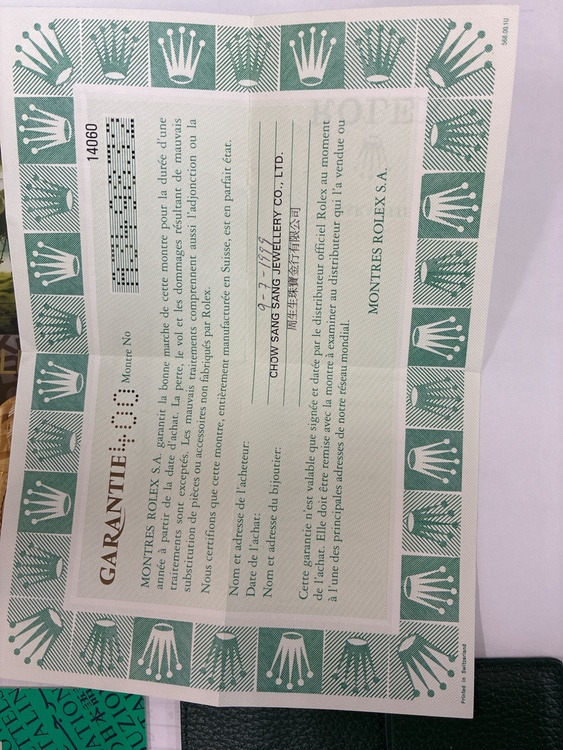 568.00.1U
14060
GARANTIE 400 Montre No
MONTRES ROLEX S.A. garantit la bonne marche de cette montre pour la durée d'une
année à partir de la date d'achat. La perte, le vol et les dommages résultant de mauvais
traitements sont exceptés. Les mauvais traitements comprennent aussi l'adjonction ou la
substitution de pièces ou accessoires non fabriqués par Rolex.
Nous certifions que cette montre, entièrement manufacturée en Suisse, est en parfait état.
Nom et adresse de l'acheteur:
Date de l'achat: 9-7-1999
Nom et adresse du bijoutier: CHOW SANG SANG JEWELLERY CO., LTD.
周生生珠寶金行有限公司
Cette garantie n'est valable que signée et datée par le distributeur officiel Rolex au moment
de l'achat. Elle doit être remise avec la montre à examiner au distributeur qui l'a vendue ou
à l'une des principales adresses de notre réseau mondial.
MONTRES ROLEX S.A.
Printed in Switzerland